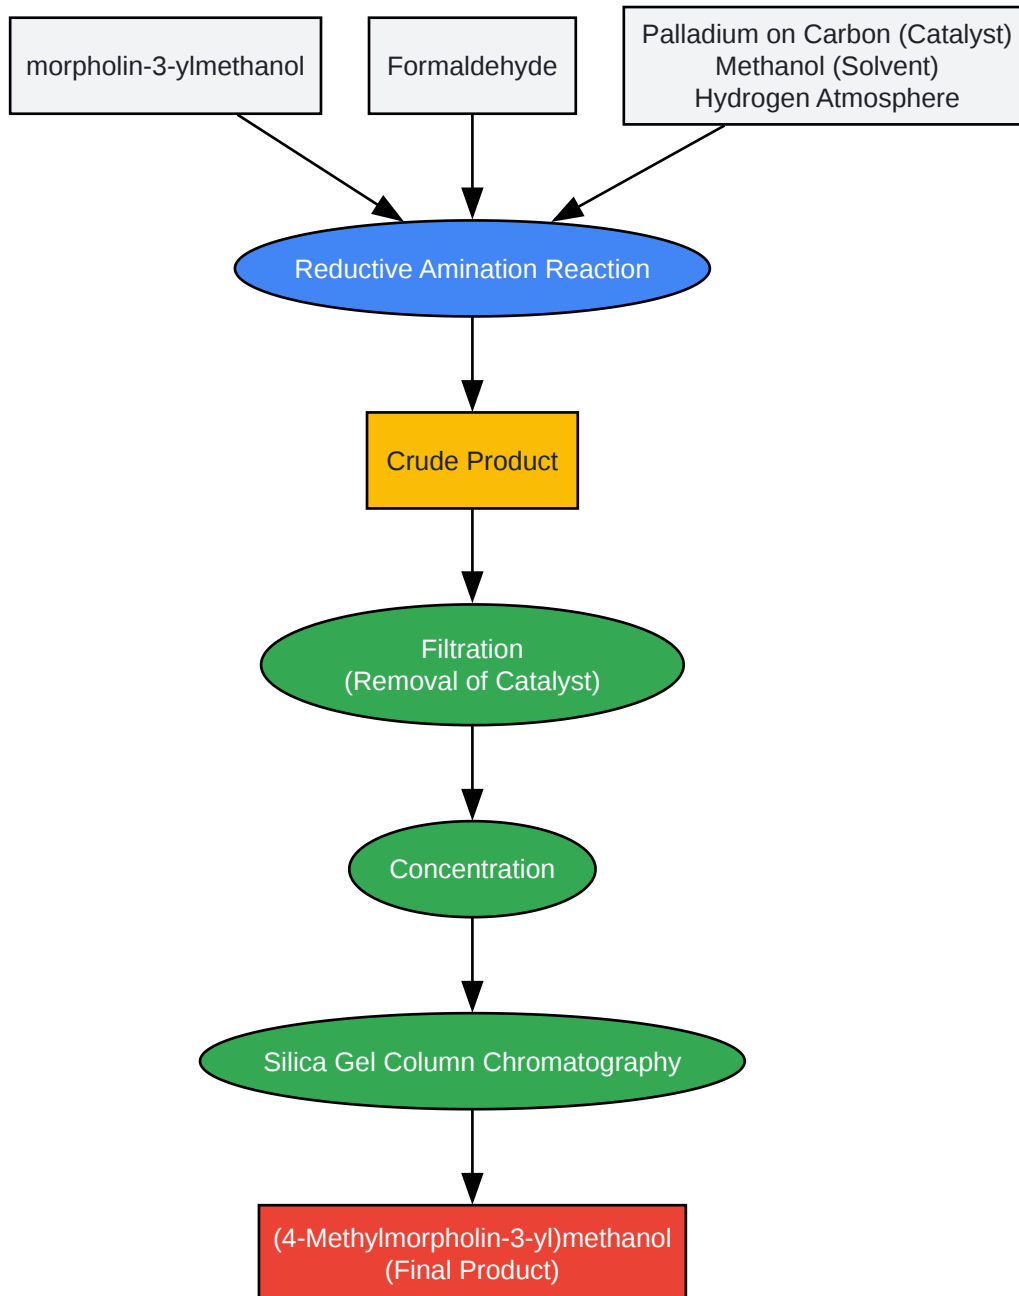 morpholin-3-ylmethanol
Formaldehyde
Palladium on Carbon (Catalyst)
Methanol (Solvent)
Hydrogen Atmosphere
Reductive Amination Reaction
Crude Product
Filtration
(Removal of Catalyst)
Concentration
Silica Gel Column Chromatography
(4-Methylmorpholin-3-yl)methanol
(Final Product)